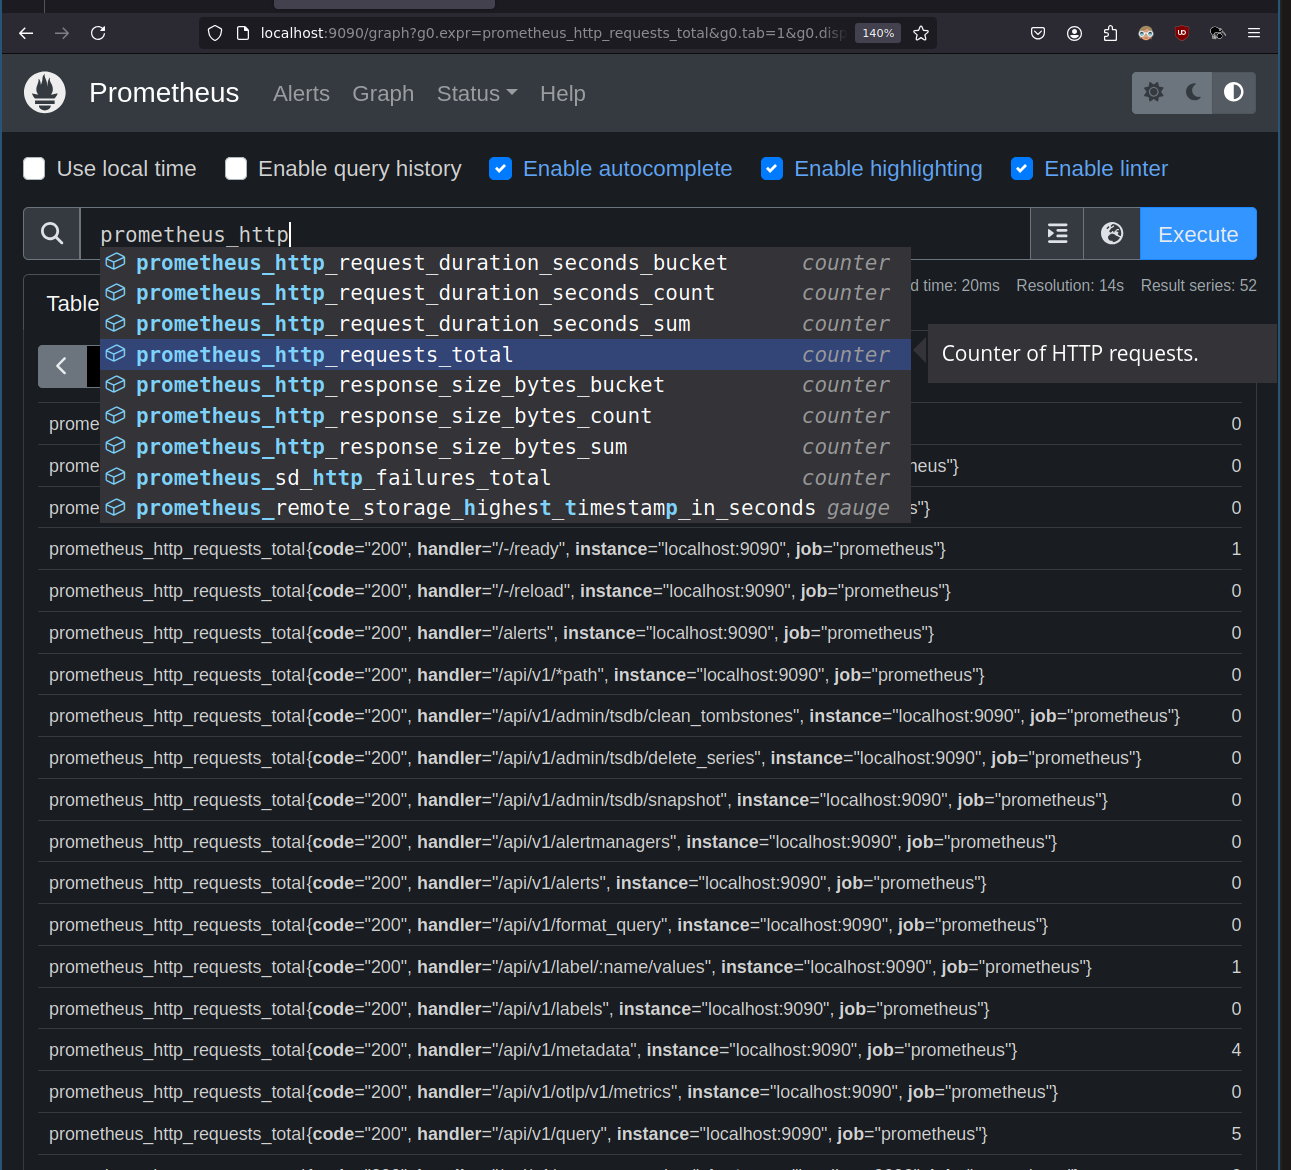 localhost:9090/graph?g0.expr=prometheus_http_requests_total&g0.tab=1&g0.disp 140%
Prometheus Alerts Graph Status Help
Use local time Enable query history Enable autocomplete Enable highlighting Enable linter
prometheus_http Execute
prometheus_http_request_duration_seconds_bucket counter
prometheus_http_request_duration_seconds_count counter
prometheus_http_request_duration_seconds_sum counter
prometheus_http_requests_total counter
prometheus_http_response_size_bytes_bucket counter
prometheus_http_response_size_bytes_count counter
prometheus_http_response_size_bytes_sum counter
prometheus_sd_http_failures_total counter
prometheus_remote_storage_highest_timestamp_in_seconds gauge
Counter of HTTP requests.
d time: 20ms Resolution: 14s Result series: 52
Table
prome 0
prome heus"} 0
prome s"} 0
prometheus_http_requests_total{code="200", handler="/-/ready", instance="localhost:9090", job="prometheus"} 1
prometheus_http_requests_total{code="200", handler="/-/reload", instance="localhost:9090", job="prometheus"} 0
prometheus_http_requests_total{code="200", handler="/alerts", instance="localhost:9090", job="prometheus"} 0
prometheus_http_requests_total{code="200", handler="/api/v1/*path", instance="localhost:9090", job="prometheus"} 0
prometheus_http_requests_total{code="200", handler="/api/v1/admin/tsdb/clean_tombstones", instance="localhost:9090", job="prometheus"} 0
prometheus_http_requests_total{code="200", handler="/api/v1/admin/tsdb/delete_series", instance="localhost:9090", job="prometheus"} 0
prometheus_http_requests_total{code="200", handler="/api/v1/admin/tsdb/snapshot", instance="localhost:9090", job="prometheus"} 0
prometheus_http_requests_total{code="200", handler="/api/v1/alertmanagers", instance="localhost:9090", job="prometheus"} 0
prometheus_http_requests_total{code="200", handler="/api/v1/alerts", instance="localhost:9090", job="prometheus"} 0
prometheus_http_requests_total{code="200", handler="/api/v1/format_query", instance="localhost:9090", job="prometheus"} 0
prometheus_http_requests_total{code="200", handler="/api/v1/label/:name/values", instance="localhost:9090", job="prometheus"} 1
prometheus_http_requests_total{code="200", handler="/api/v1/labels", instance="localhost:9090", job="prometheus"} 0
prometheus_http_requests_total{code="200", handler="/api/v1/metadata", instance="localhost:9090", job="prometheus"} 4
prometheus_http_requests_total{code="200", handler="/api/v1/otlp/v1/metrics", instance="localhost:9090", job="prometheus"} 0
prometheus_http_requests_total{code="200", handler="/api/v1/query", instance="localhost:9090", job="prometheus"} 5